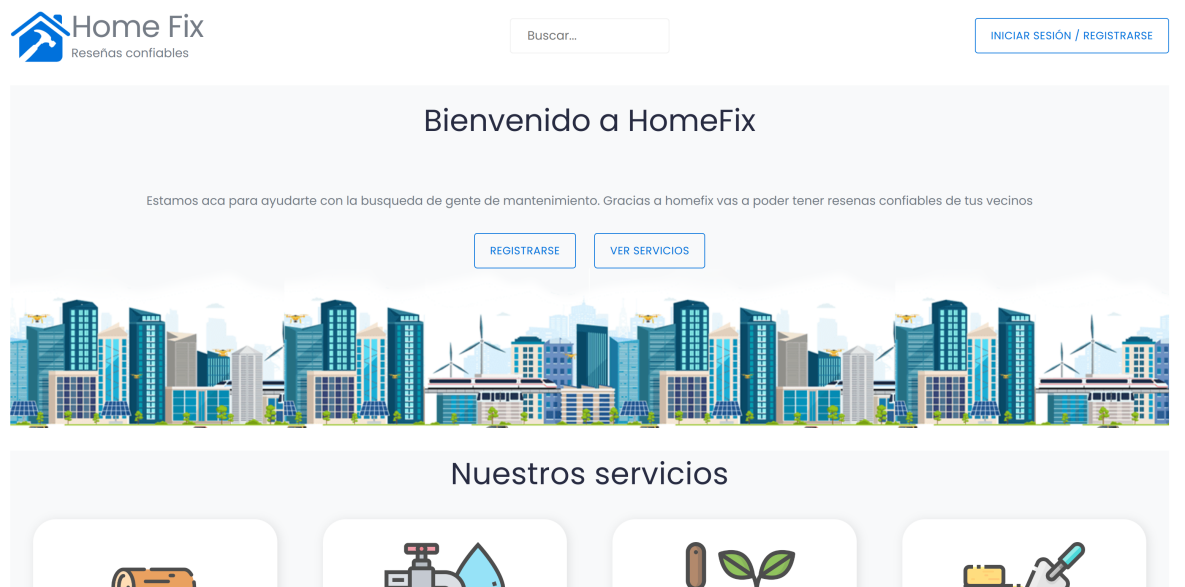 Home Fix
Reseñas confiables
Buscar...
INICIAR SESIÓN / REGISTRARSE
Bienvenido a HomeFix
Estamos aca para ayudarte con la busqueda de gente de mantenimiento. Gracias a homefix vas a poder tener resenas confiables de tus vecinos
REGISTRARSE
VER SERVICIOS
Nuestros servicios